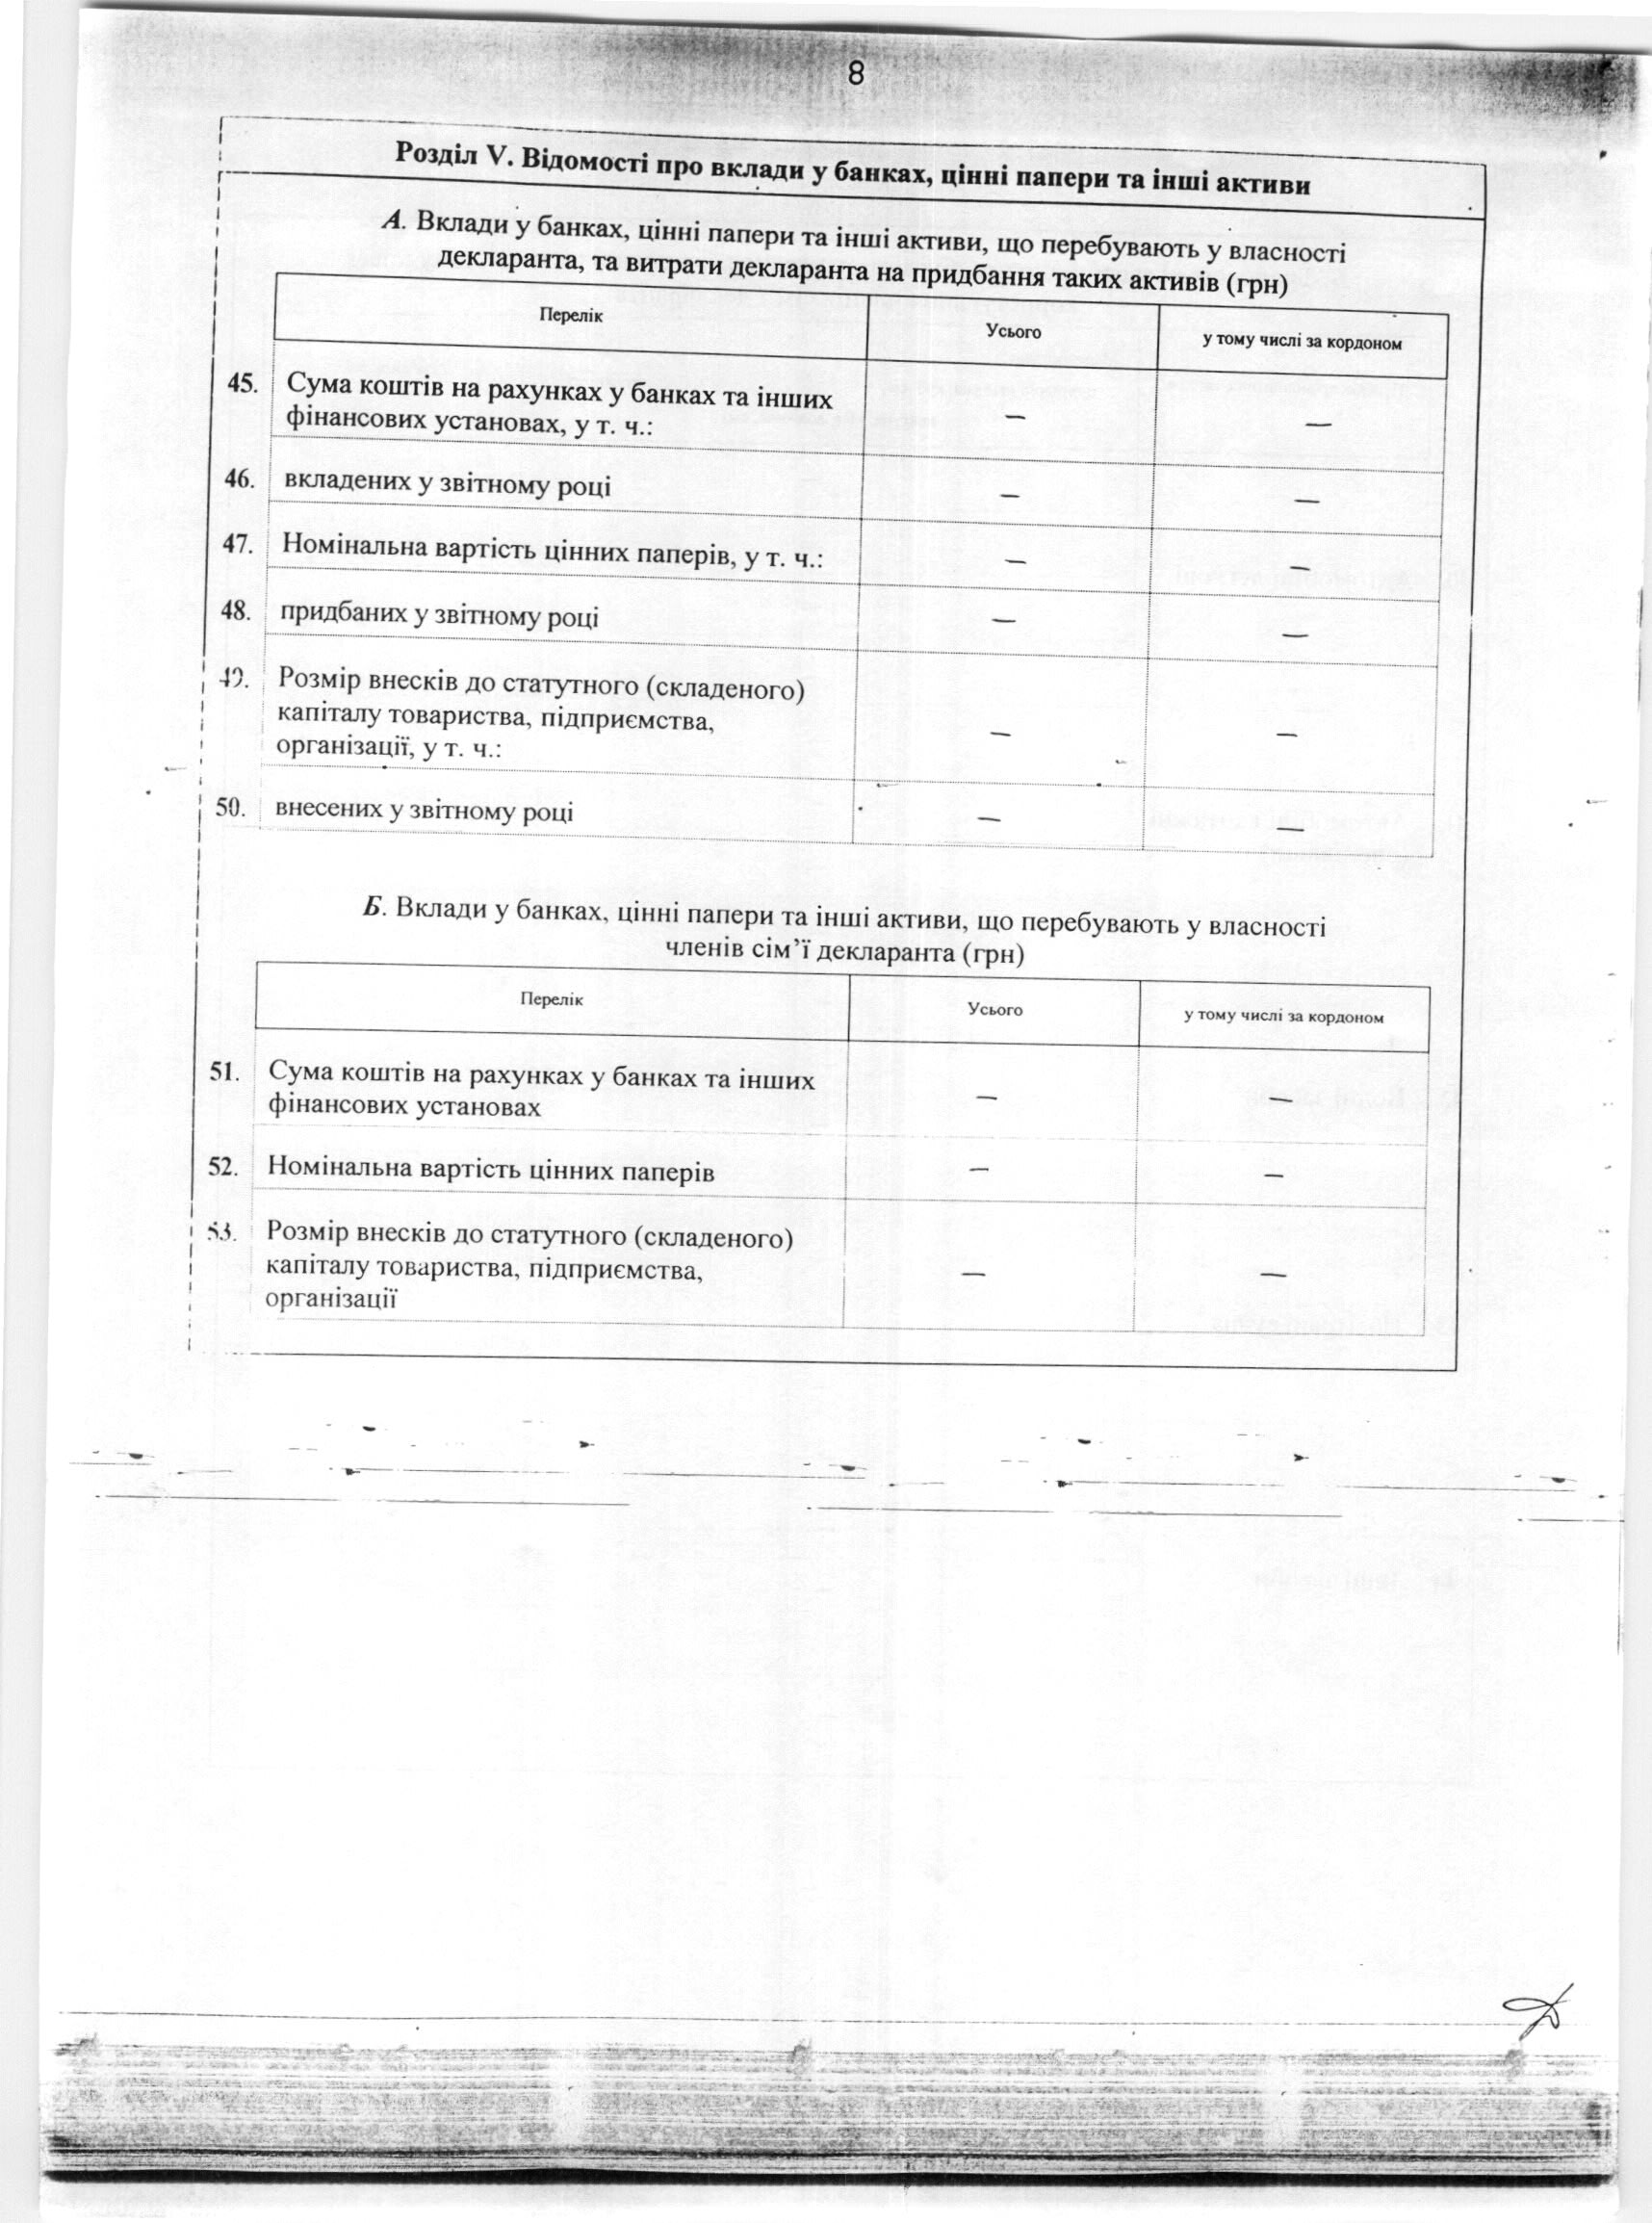 8
Розділ V. Відомості про вклади у банках, цінні папери та інші активи
А. Вклади у банках, цінні папери та інші активи, що перебувають у власності
декларанта, та витрати декларанта на придбання таких активів (грн)
Перелік Усього у тому числі за кордоном
45. Сума коштів на рахунках у банках та інших
фінансових установах, у т. ч.: — —
46. вкладених у звітному році — —
47. Номінальна вартість цінних паперів, у т. ч.: — —
48. придбаних у звітному році — —
49. Розмір внесків до статутного (складеного)
капіталу товариства, підприємства,
організації, у т. ч.: — —
50. внесених у звітному році — —
Б. Вклади у банках, цінні папери та інші активи, що перебувають у власності
членів сім’ї декларанта (грн)
Перелік Усього у тому числі за кордоном
51. Сума коштів на рахунках у банках та інших
фінансових установах — —
52. Номінальна вартість цінних паперів — —
53. Розмір внесків до статутного (складеного)
капіталу товариства, підприємства,
організації — —